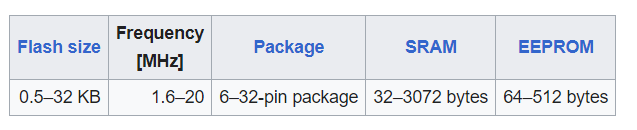 Flash size Frequency [MHz] Package SRAM EEPROM
0.5–32 KB 1.6–20 6–32-pin package 32–3072 bytes 64–512 bytes